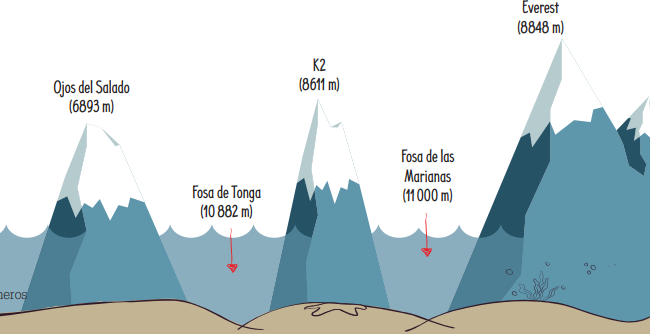 Everest
(8848 m)
K2
(8611 m)
Ojos del Salado
(6893 m)
Fosa de las
Marianas
(11 000 m)
Fosa de Tonga
(10 882 m)
neros